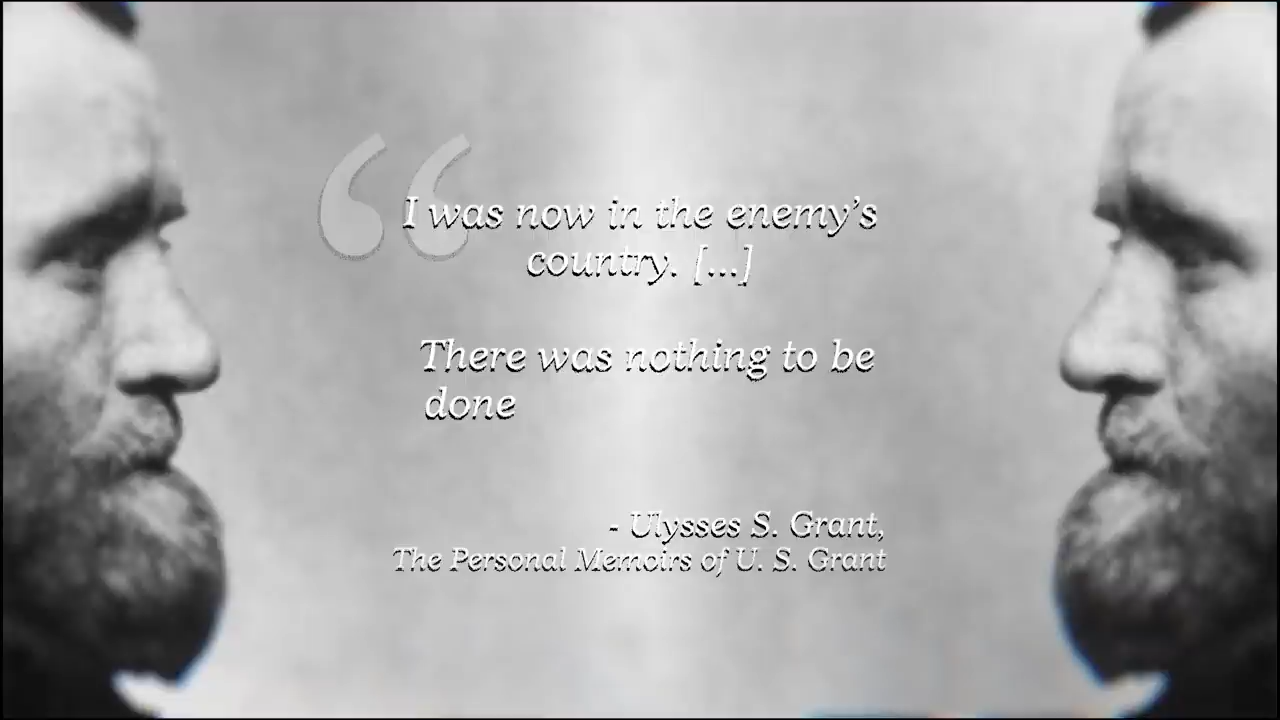 “
I was now in the enemy’s
country. [...]
There was nothing to be
done
- Ulysses S. Grant,
The Personal Memoirs of U. S. Grant